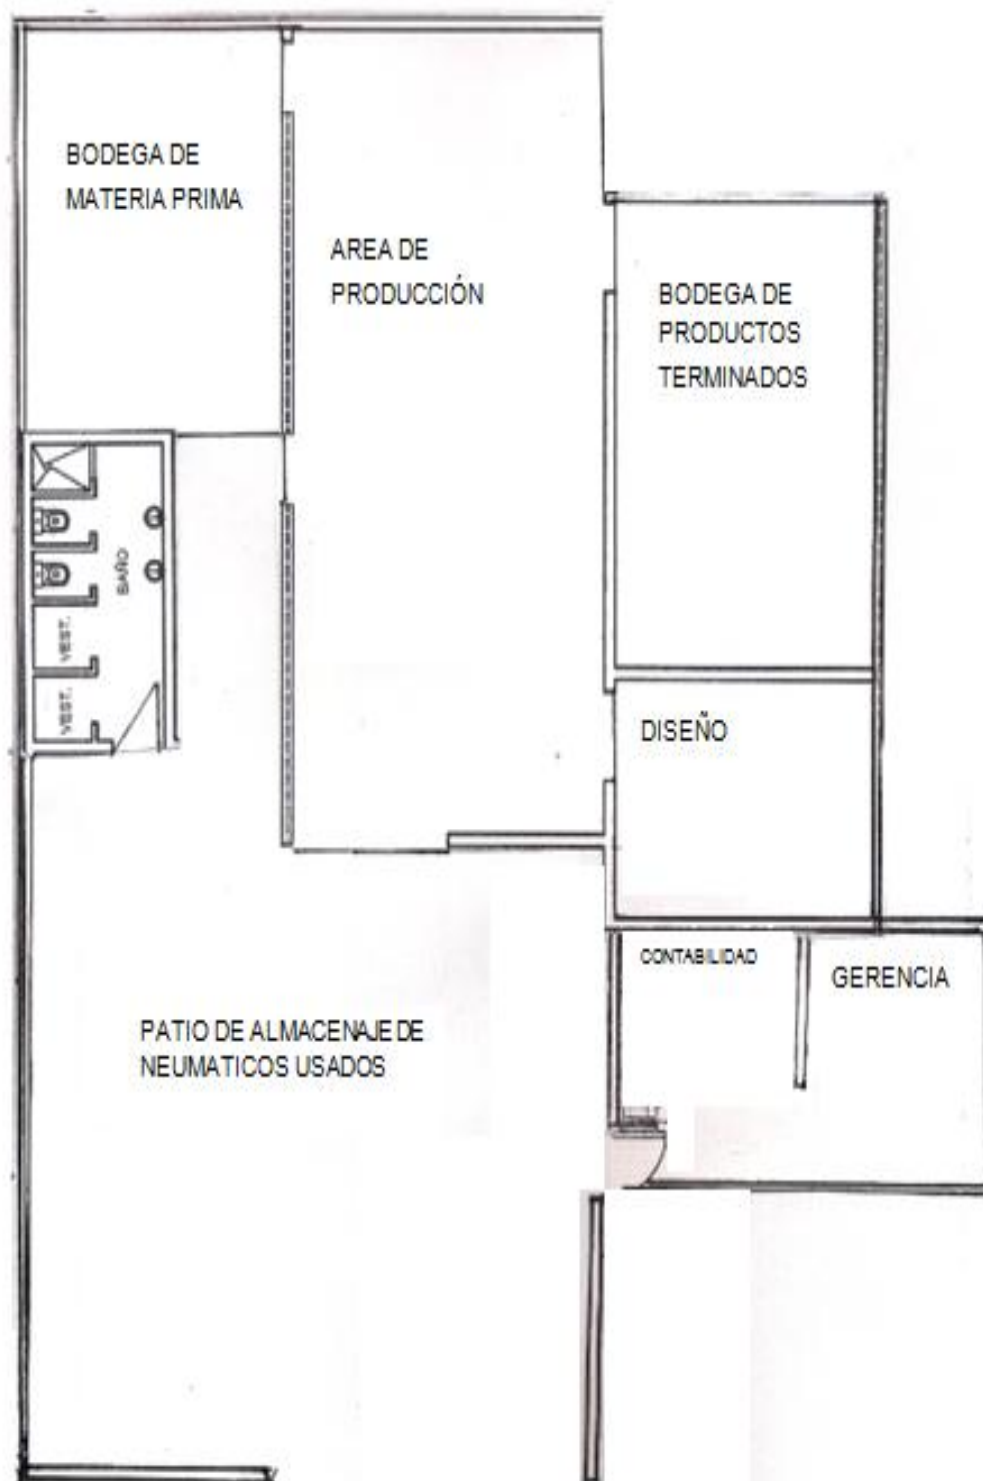 BODEGA DE
MATERIA PRIMA
AREA DE
PRODUCCIÓN
BODEGA DE
PRODUCTOS
TERMINADOS
BAÑO
VEST.
VEST.
DISEÑO
CONTABILIDAD
GERENCIA
PATIO DE ALMACENAJE DE
NEUMATICOS USADOS